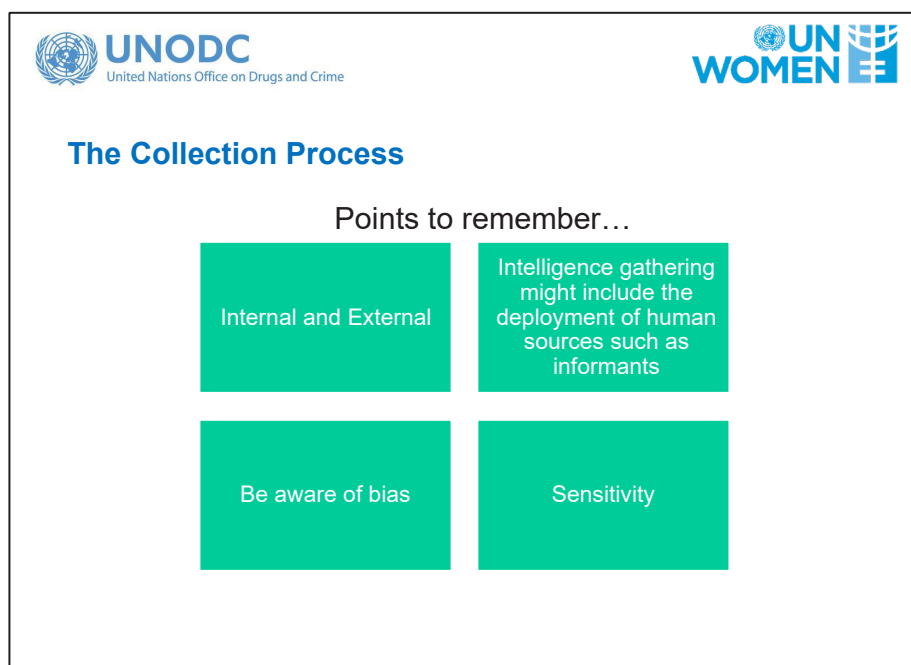 UNODC
United Nations Office on Drugs and Crime
UN
WOMEN
The Collection Process
Points to remember…
Internal and External
Intelligence gathering
might include the
deployment of human
sources such as
informants
Be aware of bias
Sensitivity